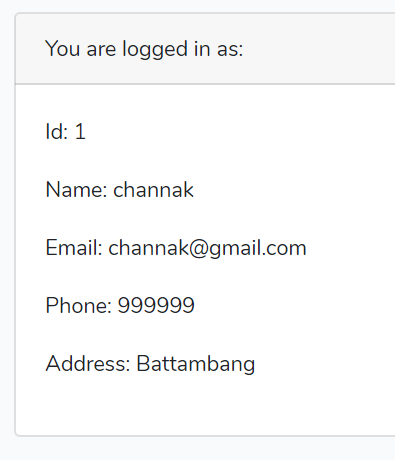 You are logged in as:
Id: 1
Name: channak
Email: channak@gmail.com
Phone: 999999
Address: Battambang